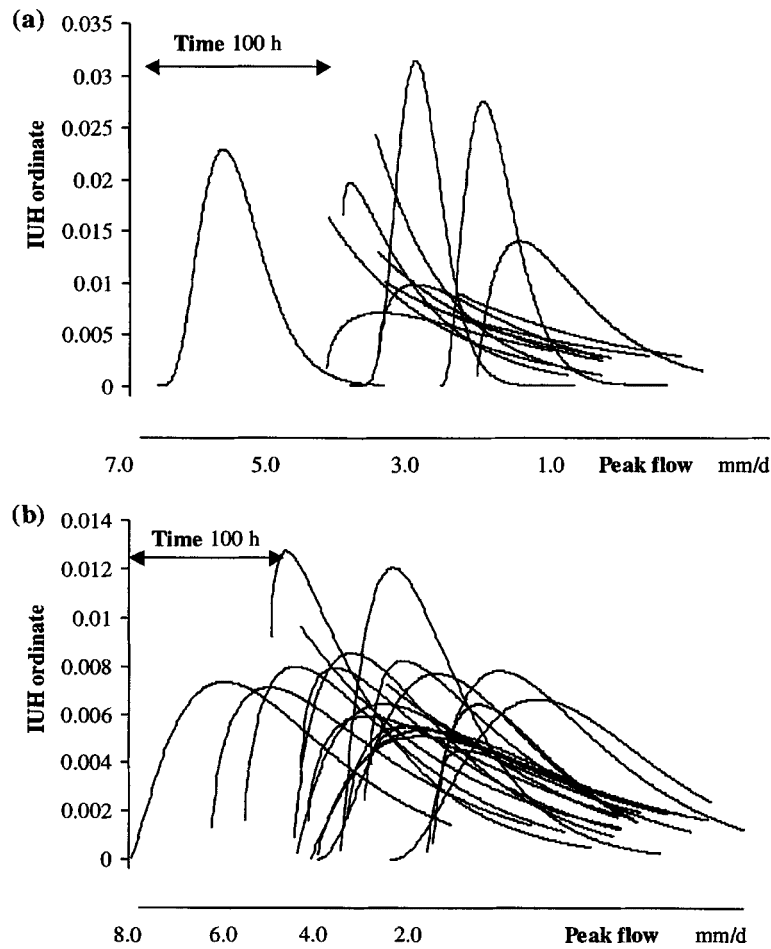 (a)
0.035
Time 100 h
0.03
0.025
0.02
0.015
0.01
0.005
0
IUH ordinate
7.0 5.0 3.0 1.0 Peak flow mm/d
(b)
0.014
Time 100 h
0.012
0.01
0.008
0.006
0.004
0.002
0
IUH ordinate
8.0 6.0 4.0 2.0 Peak flow mm/d